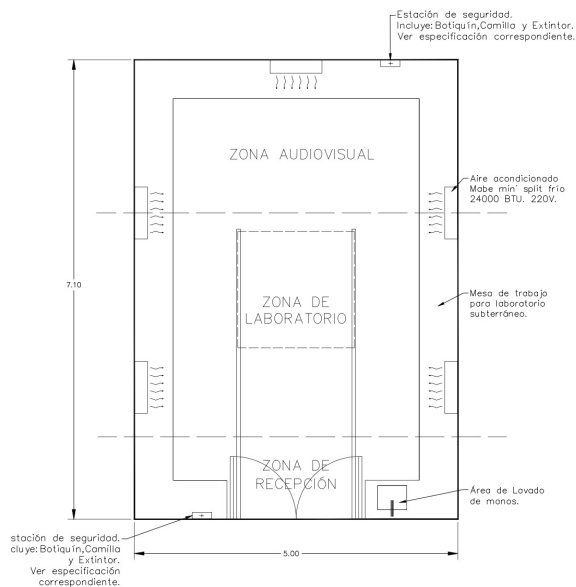 Estación de seguridad.
Incluye: Botiquín,Camilla y Extintor.
Ver especificación correspondiente.
ZONA AUDIOVISUAL
Aire acondicionado
Mabe min' split frío
24000 BTU. 220V.
7.10
ZONA DE
LABORATORIO
Mesa de trabajo
para laboratorio
subterráneo.
ZONA DE
RECEPCIÓN
Área de Lavado
de monos.
stación de seguridad.
cluye: Botiquín,Camilla
y Extintor.
Ver especificación
correspondiente.
5.00